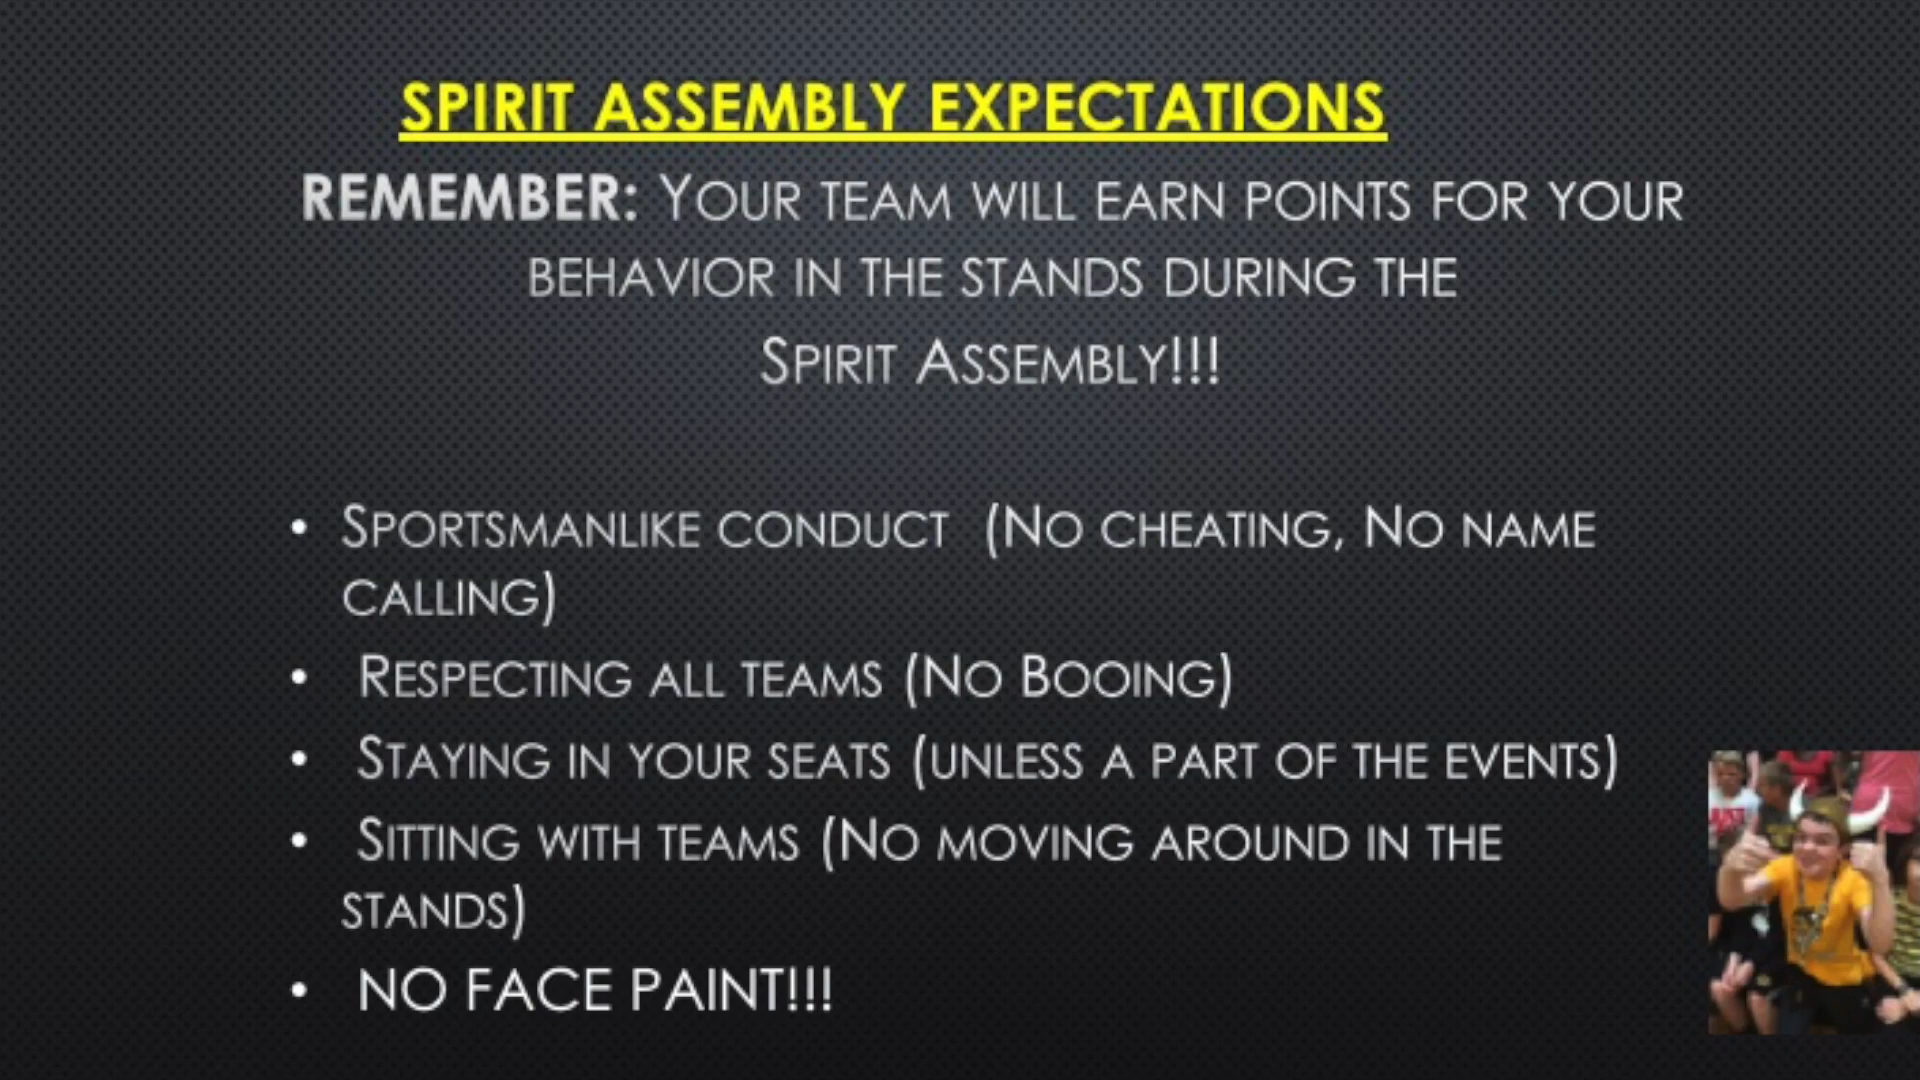 SPIRIT ASSEMBLY EXPECTATIONS
REMEMBER: YOUR TEAM WILL EARN POINTS FOR YOUR
BEHAVIOR IN THE STANDS DURING THE
SPIRIT ASSEMBLY!!!
• SPORTSMANLIKE CONDUCT (NO CHEATING, NO NAME
CALLING)
• RESPECTING ALL TEAMS (NO BOOING)
• STAYING IN YOUR SEATS (UNLESS A PART OF THE EVENTS)
• SITTING WITH TEAMS (NO MOVING AROUND IN THE
STANDS)
• NO FACE PAINT!!!